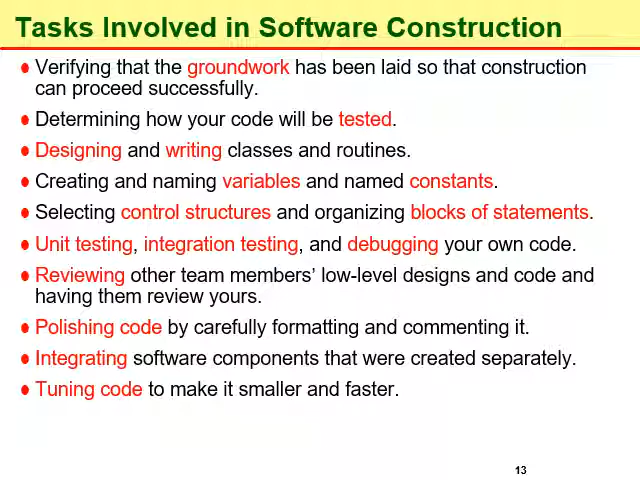 Tasks Involved in Software Construction
● Verifying that the groundwork has been laid so that construction
can proceed successfully.
● Determining how your code will be tested.
● Designing and writing classes and routines.
● Creating and naming variables and named constants.
● Selecting control structures and organizing blocks of statements.
● Unit testing, integration testing, and debugging your own code.
● Reviewing other team members’ low-level designs and code and
having them review yours.
● Polishing code by carefully formatting and commenting it.
● Integrating software components that were created separately.
● Tuning code to make it smaller and faster.
13